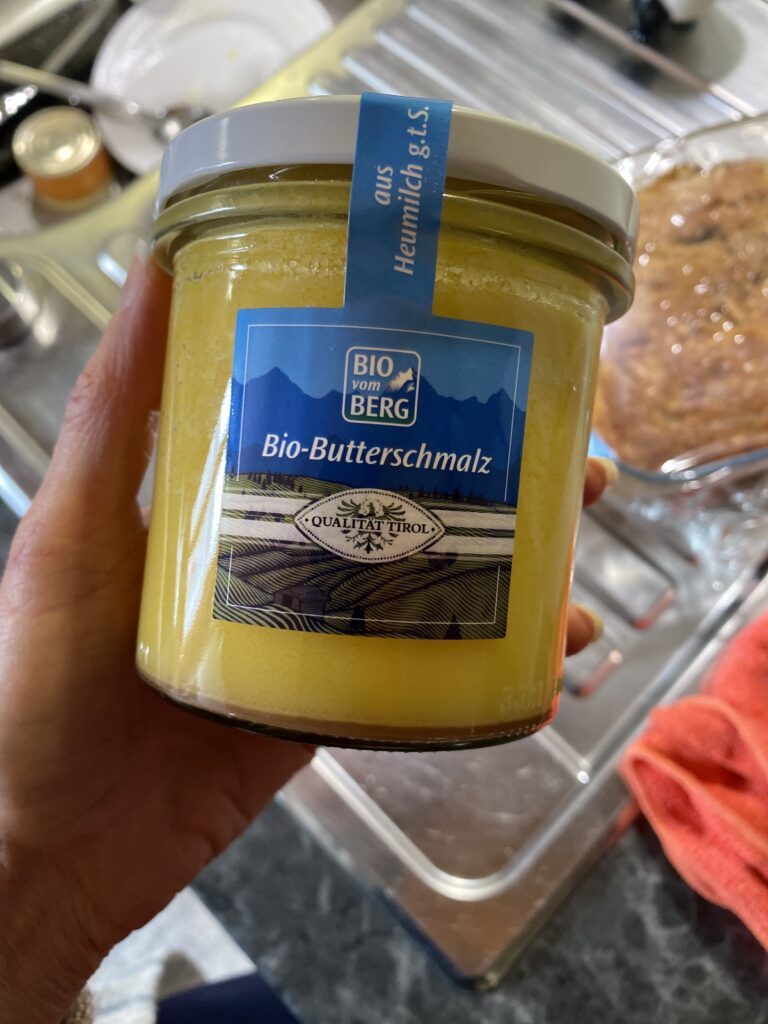 aus
Heumilch g.t.S.
BIO
vom
BERG
Bio-Butterschmalz
• QUALITÄT TIROL •